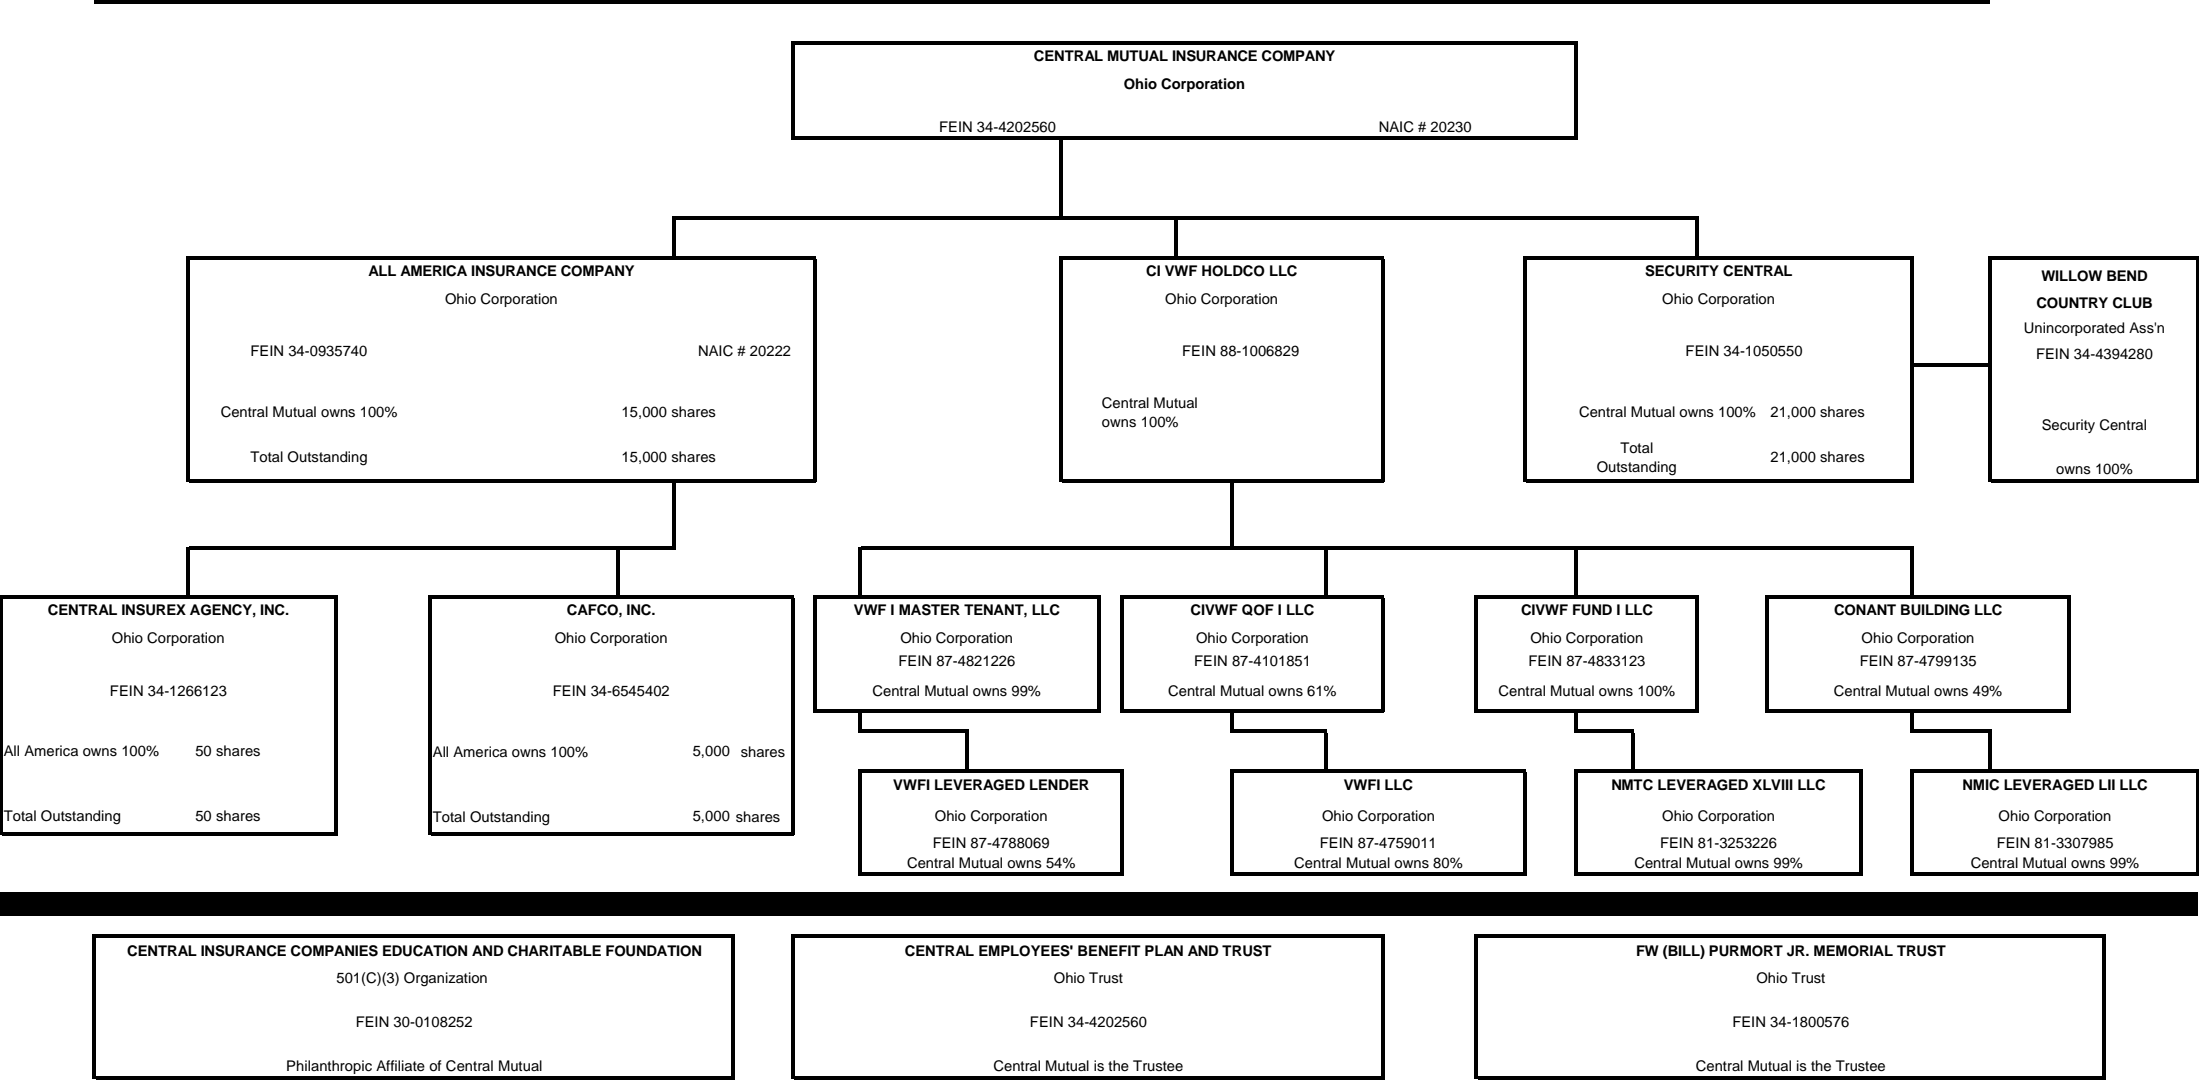 CENTRAL MUTUAL INSURANCE COMPANY
Ohio Corporation
FEIN 34-4202560 NAIC # 20230
ALL AMERICA INSURANCE COMPANY
Ohio Corporation
FEIN 34-0935740 NAIC # 20222
Central Mutual owns 100% 15,000 shares
Total Outstanding 15,000 shares
CI VWF HOLDCO LLC
Ohio Corporation
FEIN 88-1006829
Central Mutual
owns 100%
SECURITY CENTRAL
Ohio Corporation
FEIN 34-1050550
Central Mutual owns 100% 21,000 shares
Total
Outstanding 21,000 shares
WILLOW BEND
COUNTRY CLUB
Unincorporated Ass'n
FEIN 34-4394280
Security Central
owns 100%
CENTRAL INSUREX AGENCY, INC.
Ohio Corporation
FEIN 34-1266123
All America owns 100% 50 shares
Total Outstanding 50 shares
CAFCO, INC.
Ohio Corporation
FEIN 34-6545402
All America owns 100% 5,000 shares
Total Outstanding 5,000 shares
VWF I MASTER TENANT, LLC
Ohio Corporation
FEIN 87-4821226
Central Mutual owns 99%
CIVWF QOF I LLC
Ohio Corporation
FEIN 87-4101851
Central Mutual owns 61%
CIVWF FUND I LLC
Ohio Corporation
FEIN 87-4833123
Central Mutual owns 100%
CONANT BUILDING LLC
Ohio Corporation
FEIN 87-4799135
Central Mutual owns 49%
VWFI LEVERAGED LENDER
Ohio Corporation
FEIN 87-4788069
Central Mutual owns 54%
VWFI LLC
Ohio Corporation
FEIN 87-4759011
Central Mutual owns 80%
NMTC LEVERAGED XLVIII LLC
Ohio Corporation
FEIN 81-3253226
Central Mutual owns 99%
NMIC LEVERAGED LII LLC
Ohio Corporation
FEIN 81-3307985
Central Mutual owns 99%
CENTRAL INSURANCE COMPANIES EDUCATION AND CHARITABLE FOUNDATION
501(C)(3) Organization
FEIN 30-0108252
Philanthropic Affiliate of Central Mutual
CENTRAL EMPLOYEES' BENEFIT PLAN AND TRUST
Ohio Trust
FEIN 34-4202560
Central Mutual is the Trustee
FW (BILL) PURMORT JR. MEMORIAL TRUST
Ohio Trust
FEIN 34-1800576
Central Mutual is the Trustee